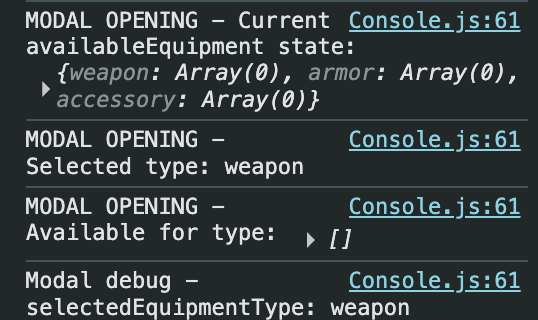 MODAL OPENING – Current Console.js:61
availableEquipment state:
{weapon: Array(0), armor: Array(0),
accessory: Array(0)}
MODAL OPENING – Console.js:61
Selected type: weapon
MODAL OPENING – Console.js:61
Available for type: ▸ []
Modal debug – Console.js:61
selectedEquipmentType: weapon